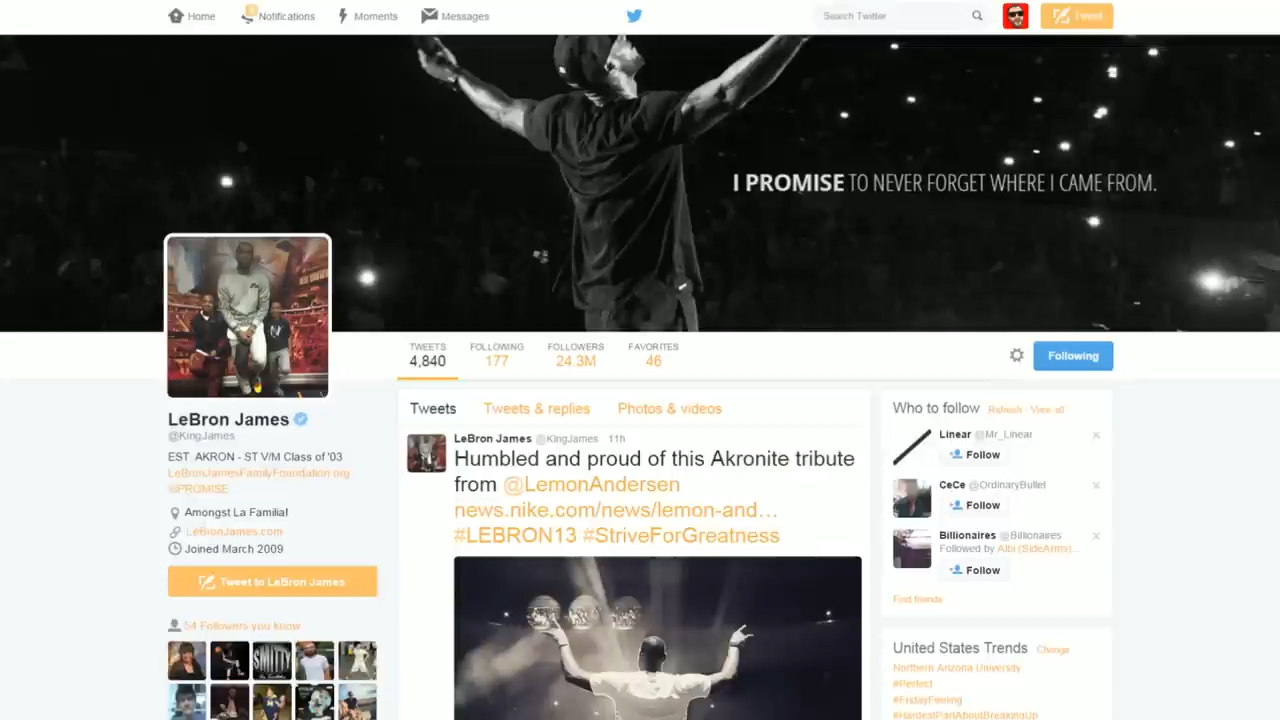 Home
Notifications
Moments
Messages
Search Twitter
Tweet
I PROMISE TO NEVER FORGET WHERE I CAME FROM.
TWEETS
4,840
FOLLOWING
177
FOLLOWERS
24.3M
FAVORITES
46
Following
LeBron James
@KingJames
EST. AKRON - ST V/M Class of '03
LeBronJamesFamilyFoundation.org
#IPROMISE
Amongst La Familia!
LeBronJames.com
Joined March 2009
Tweet to LeBron James
54 Followers you know
SMITTY
Tweets
Tweets & replies
Photos & videos
LeBron James @KingJames 11h
Humbled and proud of this Akronite tribute
from @LemonAndersen
news.nike.com/news/lemon-and…
#LEBRON13 #StriveForGreatness
Who to follow Refresh · View all
Linear @Mr_Linear
Follow
CeCe @OrdinaryBullet
Follow
Billionaires @Billionaires
Followed by Albi (SideArms)...
Follow
Find friends
United States Trends Change
Northern Arizona University
#Perfect
#FridayFeeling
#HardestPartAboutBreakingUp